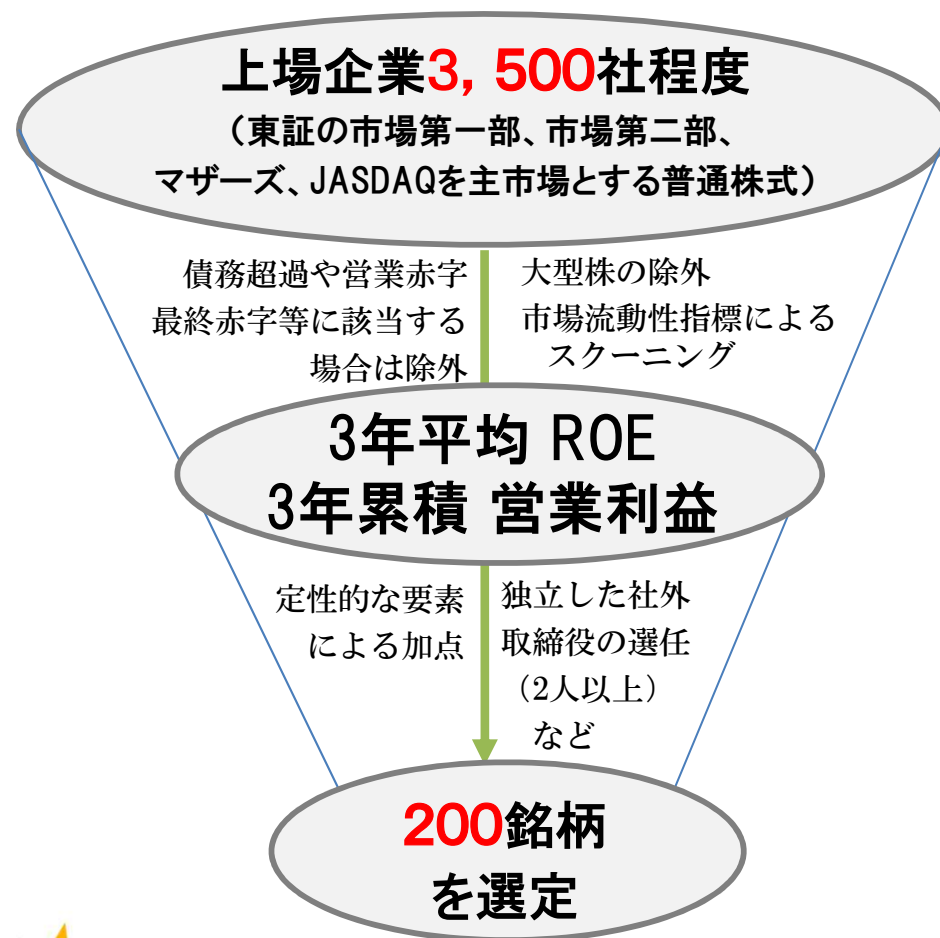 上場企業3，500社程度
（東証の市場第一部、市場第二部、
マザーズ、JASDAQを主市場とする普通株式）
債務超過や営業赤字
最終赤字等に該当する
場合は除外
大型株の除外
市場流動性指標による
スクーニング
3年平均 ROE
3年累積 営業利益
定性的な要素
による加点
独立した社外
取締役の選任
（2人以上）
など
200銘柄
を選定